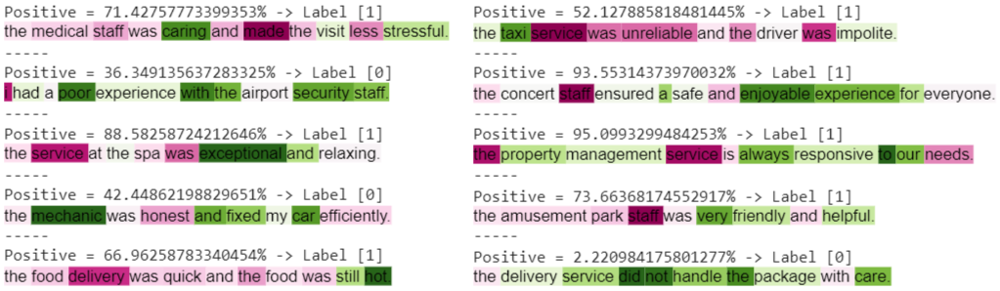 Positive = 71.42757773399353% -> Label [1]
the medical staff was caring and made the visit less stressful.
-----
Positive = 36.349135637283325% -> Label [0]
i had a poor experience with the airport security staff.
-----
Positive = 88.58258724212646% -> Label [1]
the service at the spa was exceptional and relaxing.
-----
Positive = 42.44862198829651% -> Label [0]
the mechanic was honest and fixed my car efficiently.
-----
Positive = 66.96258783340454% -> Label [1]
the food delivery was quick and the food was still hot.
Positive = 52.127885818481445% -> Label [1]
the taxi service was unreliable and the driver was impolite.
-----
Positive = 93.55314373970032% -> Label [1]
the concert staff ensured a safe and enjoyable experience for everyone.
-----
Positive = 95.0993299484253% -> Label [1]
the property management service is always responsive to our needs.
-----
Positive = 73.66368174552917% -> Label [1]
the amusement park staff was very friendly and helpful.
-----
Positive = 2.220984175801277% -> Label [0]
the delivery service did not handle the package with care.